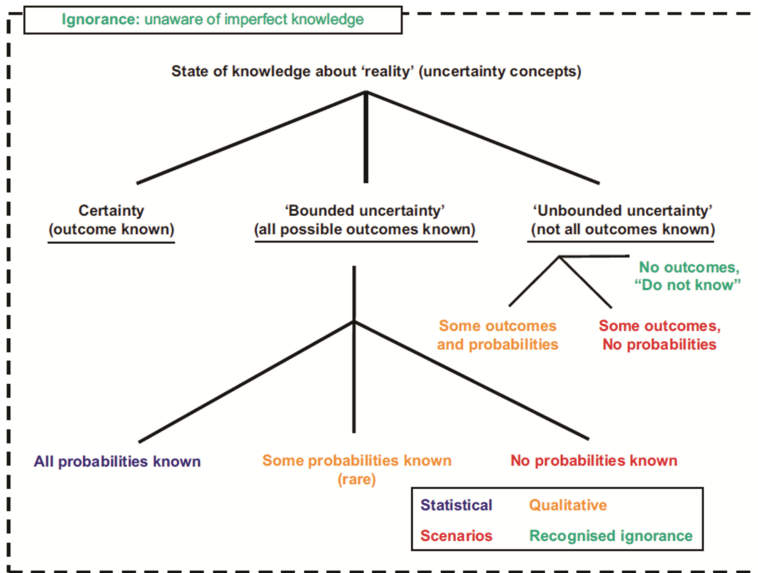 Ignorance: unaware of imperfect knowledge
State of knowledge about ‘reality’ (uncertainty concepts)
Certainty
(outcome known)
‘Bounded uncertainty’
(all possible outcomes known)
‘Unbounded uncertainty’
(not all outcomes known)
No outcomes,
“Do not know”
Some outcomes
and probabilities
Some outcomes,
No probabilities
All probabilities known
Some probabilities known
(rare)
No probabilities known
Statistical
Qualitative
Scenarios
Recognised ignorance